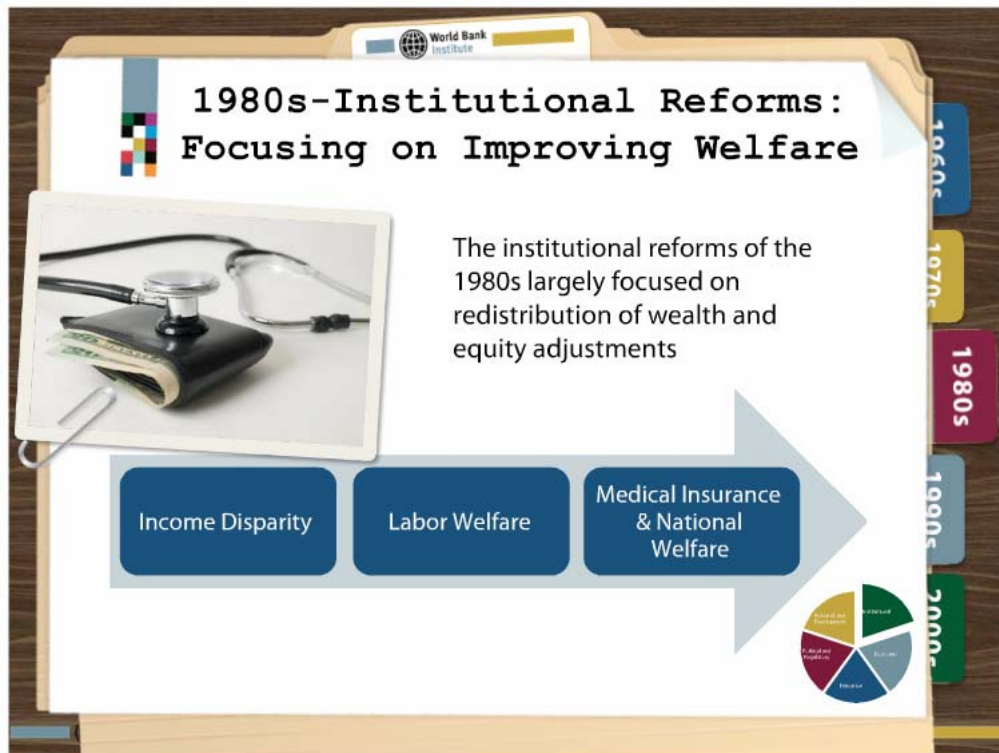 World Bank
Institute
1980s-Institutional Reforms:
Focusing on Improving Welfare
The institutional reforms of the
1980s largely focused on
redistribution of wealth and
equity adjustments
Income Disparity
Labor Welfare
Medical Insurance
& National
Welfare
1960s
1970s
1980s
1990s
2000s